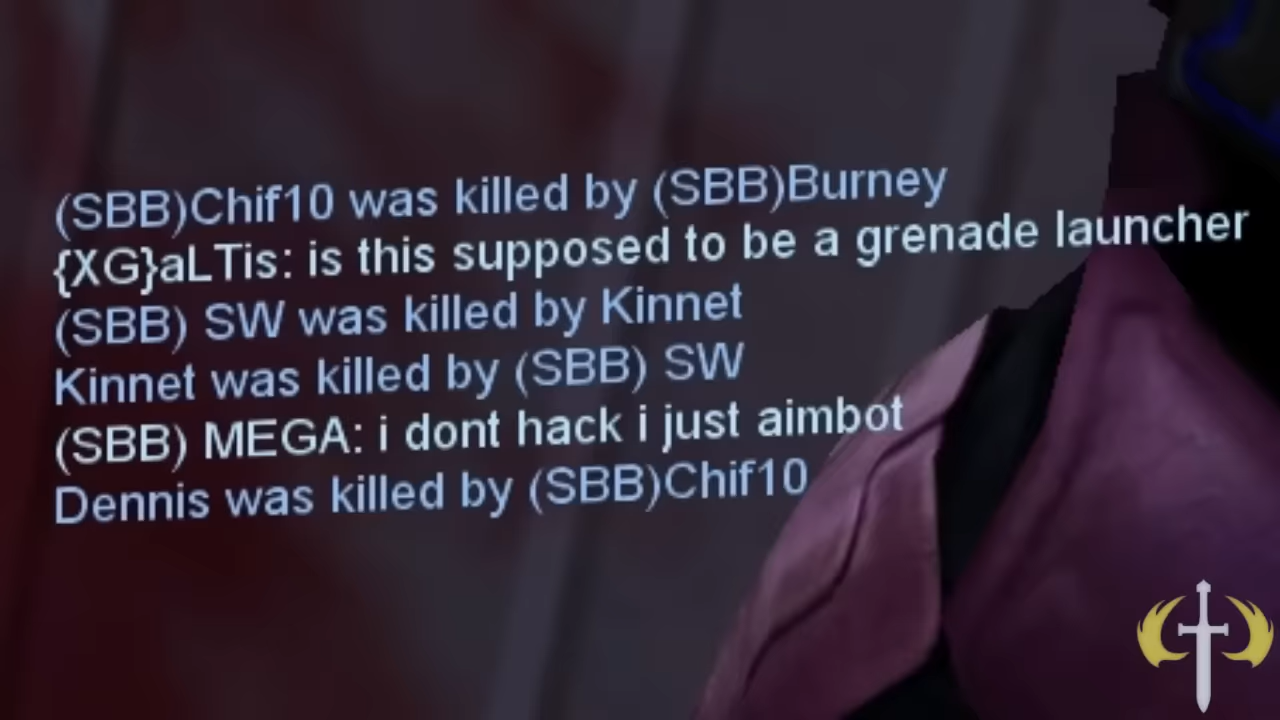 (SBB)Chif10 was killed by (SBB)Burney
{XG}aLTis: is this supposed to be a grenade launcher
(SBB) SW was killed by Kinnet
Kinnet was killed by (SBB) SW
(SBB) MEGA: i dont hack i just aimbot
Dennis was killed by (SBB)Chif10